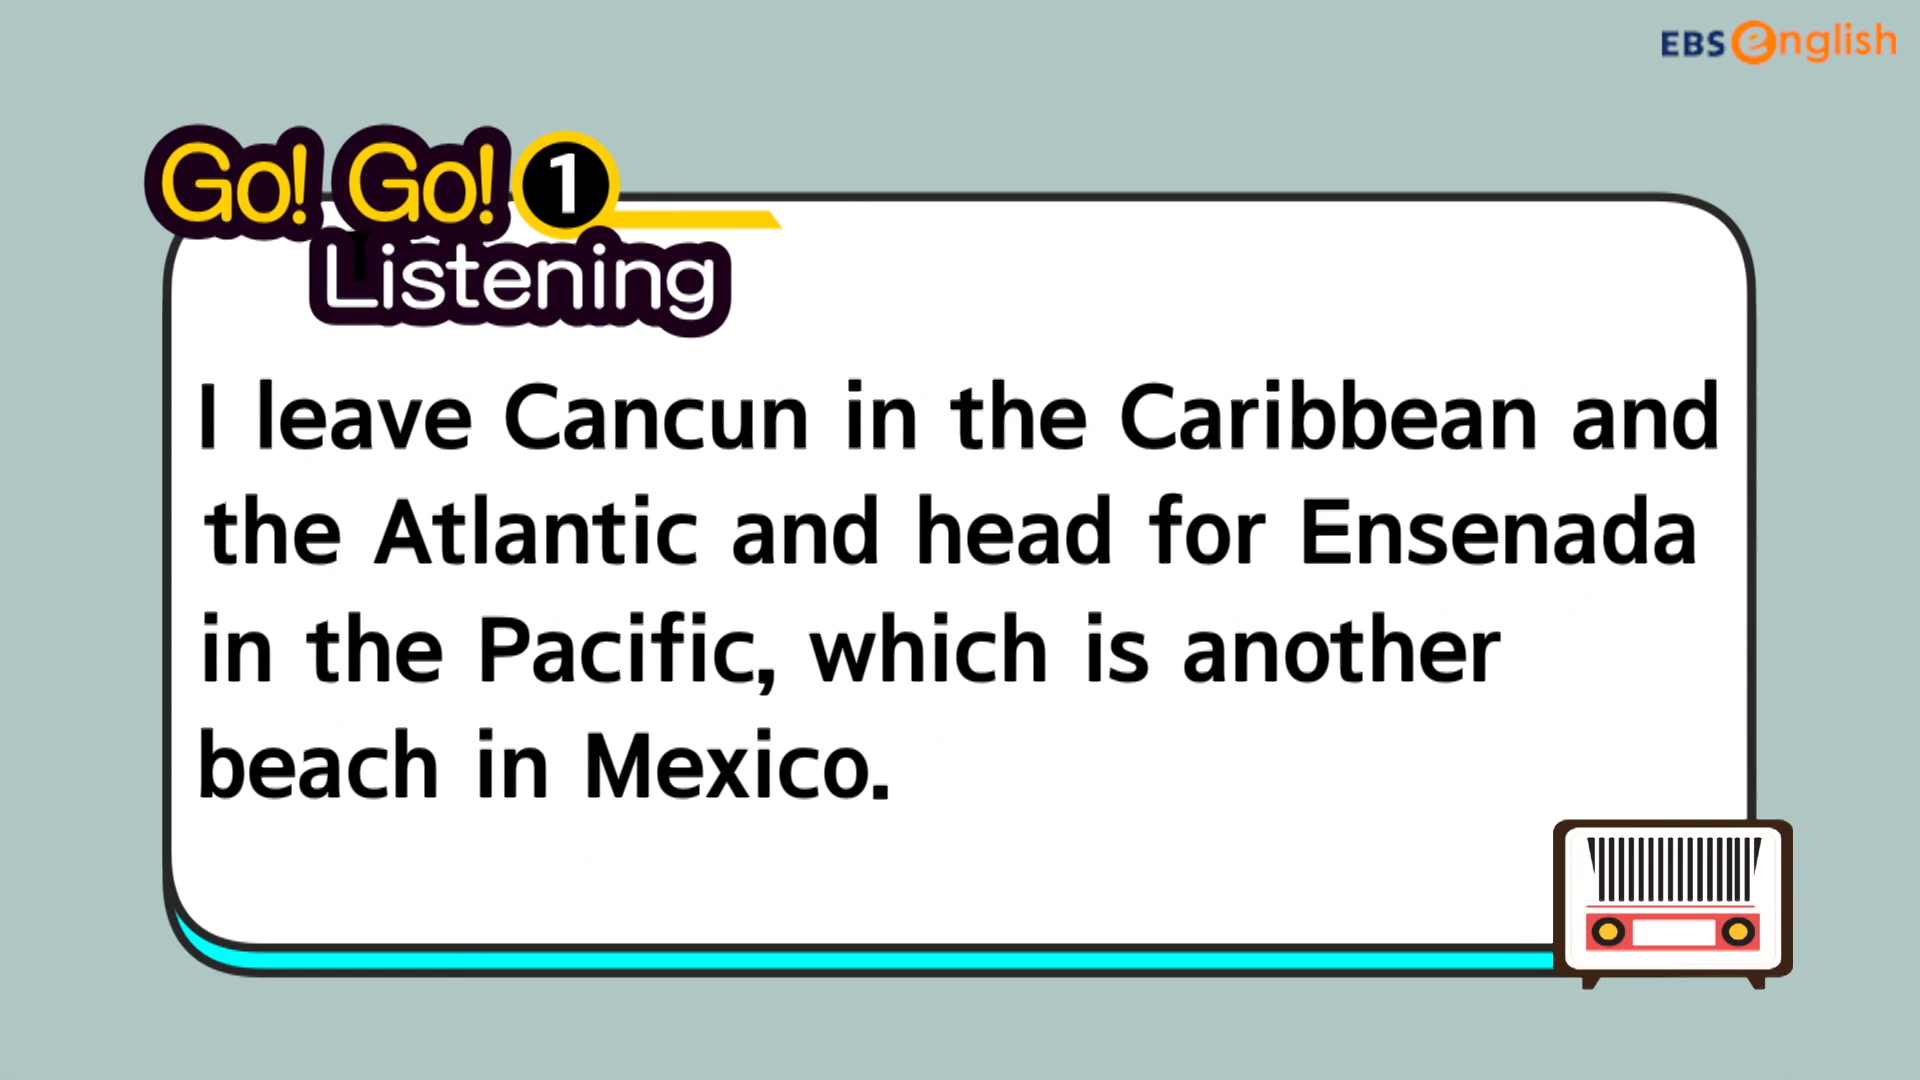 EBS english
Go! Go! 1
Listening
I leave Cancun in the Caribbean and
the Atlantic and head for Ensenada
in the Pacific, which is another
beach in Mexico.